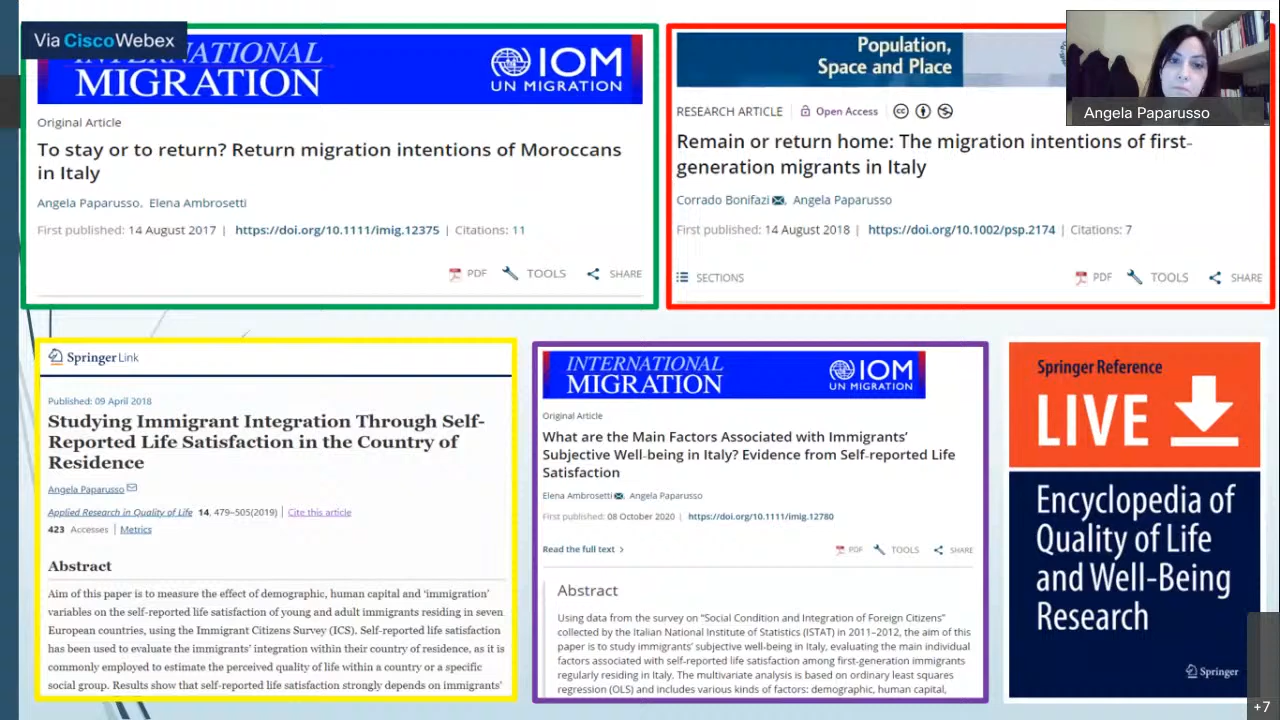 Via CiscoWebex
INTERNATIONAL
MIGRATION
IOM
UN MIGRATION
Original Article
To stay or to return? Return migration intentions of Moroccans
in Italy
Angela Paparusso, Elena Ambrosetti
First published: 14 August 2017 | https://doi.org/10.1111/imig.12375 | Citations: 11
PDF TOOLS SHARE
Population,
Space and Place
Angela Paparusso
RESEARCH ARTICLE Open Access
Remain or return home: The migration intentions of first-
generation migrants in Italy
Corrado Bonifazi, Angela Paparusso
First published: 14 August 2018 | https://doi.org/10.1002/psp.2174 | Citations: 7
SECTIONS PDF TOOLS SHARE
Springer Link
Published: 09 April 2018
Studying Immigrant Integration Through Self-
Reported Life Satisfaction in the Country of
Residence
Angela Paparusso
Applied Research in Quality of Life 14, 479–505(2019) | Cite this article
423 Accesses | Metrics
Abstract
Aim of this paper is to measure the effect of demographic, human capital and ‘immigration’
variables on the self-reported life satisfaction of young and adult immigrants residing in seven
European countries, using the Immigrant Citizens Survey (ICS). Self-reported life satisfaction
has been used to evaluate the immigrants' integration within their country of residence, as it is
commonly employed to estimate the perceived quality of life within a country or a specific
social group. Results show that self-reported life satisfaction strongly depends on immigrants'
INTERNATIONAL
MIGRATION
IOM
UN MIGRATION
Original Article
What are the Main Factors Associated with Immigrants’
Subjective Well-being in Italy? Evidence from Self-reported Life
Satisfaction
Elena Ambrosetti, Angela Paparusso
First published: 08 October 2020 | https://doi.org/10.1111/imig.12780
Read the full text > PDF TOOLS SHARE
Abstract
Using data from the survey on “Social Condition and Integration of Foreign Citizens”
collected by the Italian National Institute of Statistics (ISTAT) in 2011–2012, the aim of this
paper is to study immigrants' subjective well-being in Italy, evaluating the main individual
factors associated with self-reported life satisfaction among first-generation immigrants
regularly residing in Italy. The multivariate analysis is based on ordinary least squares
regression (OLS) and includes various kinds of factors: demographic, human capital,
Springer Reference
LIVE
Encyclopedia of
Quality of Life
and Well-Being
Research
Springer
+7